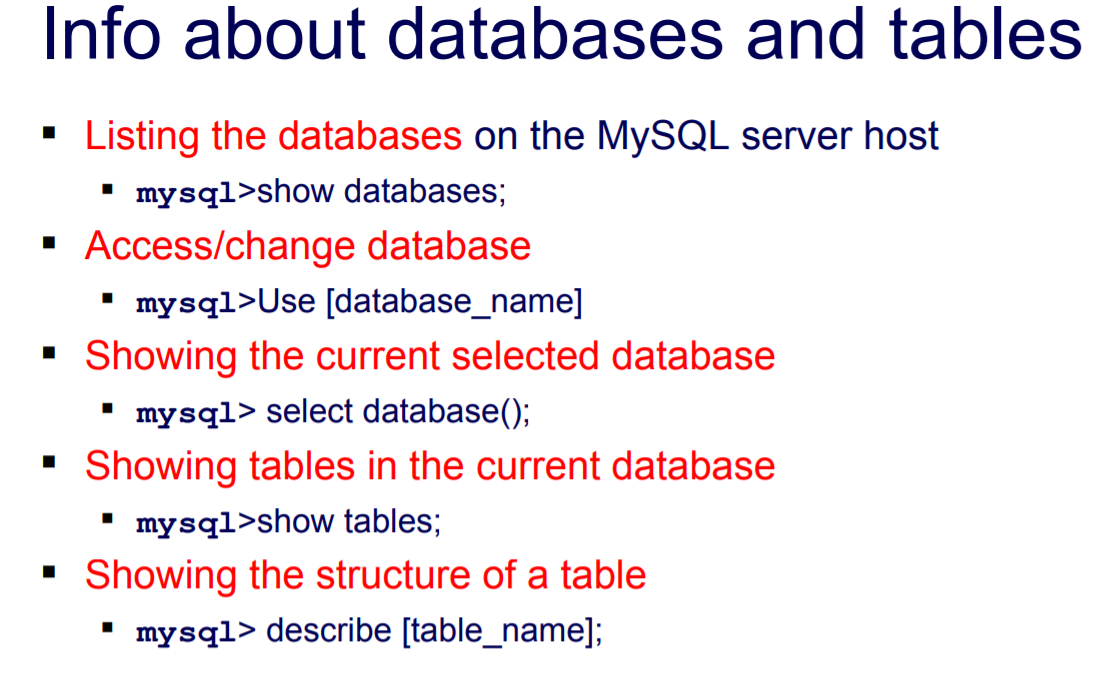 Info about databases and tables
▪ Listing the databases on the MySQL server host
▪ mysql>show databases;
▪ Access/change database
▪ mysql>Use [database_name]
▪ Showing the current selected database
▪ mysql> select database();
▪ Showing tables in the current database
▪ mysql>show tables;
▪ Showing the structure of a table
▪ mysql> describe [table_name];